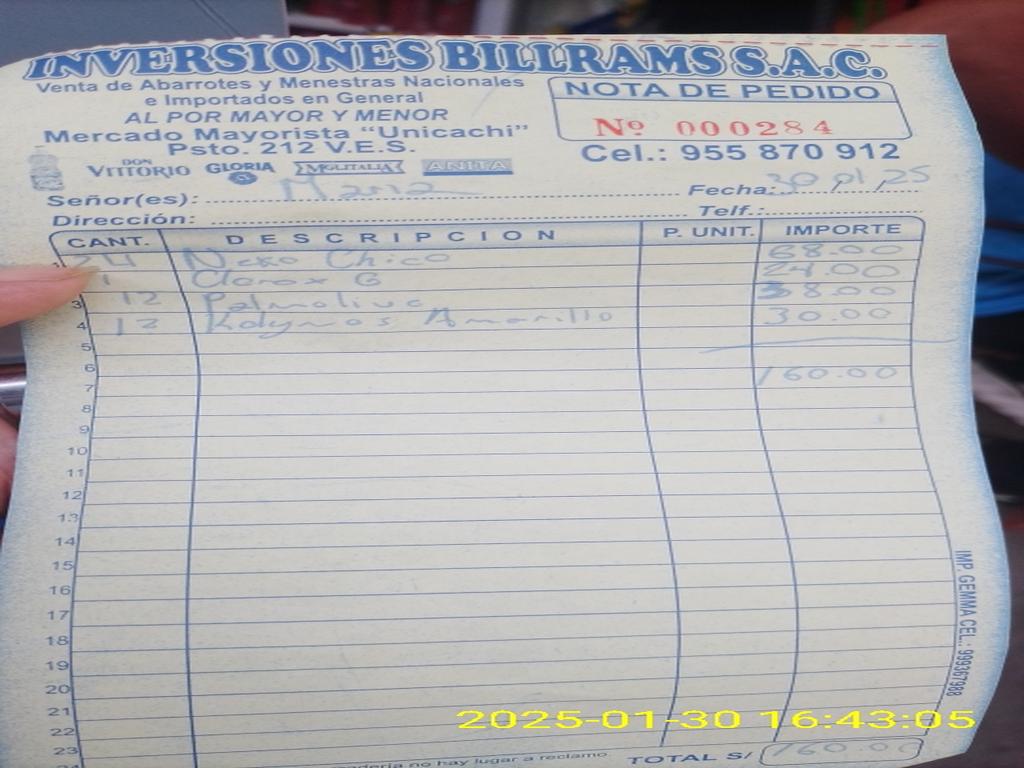 INVERSIONES BILLRAMS S.A.C.
Venta de Abarrotes y Menestras Nacionales
e Importados en General
AL POR MAYOR Y MENOR
Mercado Mayorista "Unicachi"
Psto. 212 V.E.S.
NOTA DE PEDIDO
Nº 000284
Cel.: 955 870 912
DON VITTORIO GLORIA MOLITALIA ANITA
Señor(es): Maria Fecha: 30 01 25
Dirección: Telf.:
CANT. DESCRIPCION P. UNIT. IMPORTE
1 24 Nexo Chico 68.00
1 Clorox G 24.00
3 12 Palmolive 38.00
4 12 Kolynos Amarillo 30.00
5
6
7 160.00
8
9
10
11
12
13
14
15
16
17
18
19
20
21
22
23
IMP. GEMMA CEL.: 999367988
no hay lugar a reclamo TOTAL S/ 160.00
2025-01-30 16:43:05